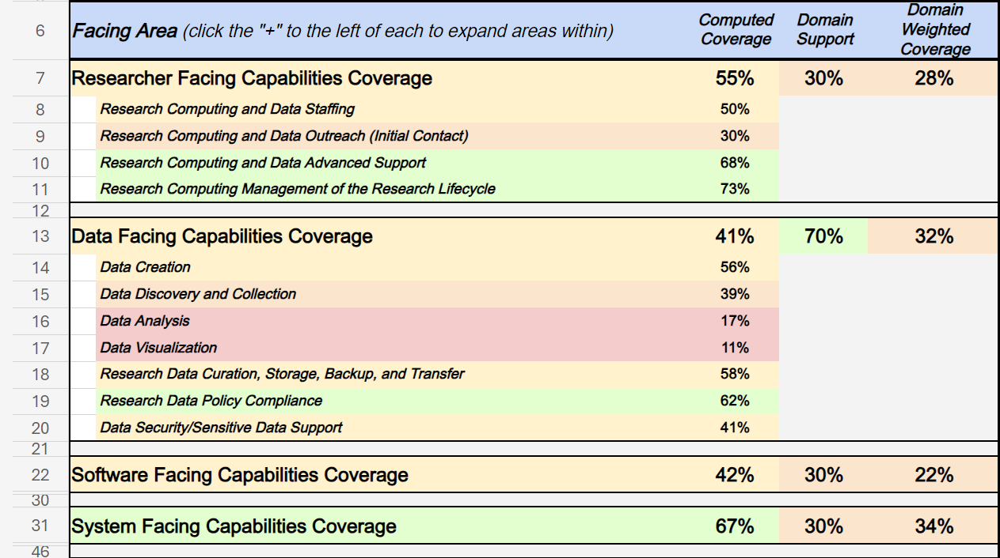 6 Facing Area (click the "+" to the left of each to expand areas within) Computed Coverage Domain Support Domain Weighted Coverage
7 Researcher Facing Capabilities Coverage 55% 30% 28%
8 Research Computing and Data Staffing 50%
9 Research Computing and Data Outreach (Initial Contact) 30%
10 Research Computing and Data Advanced Support 68%
11 Research Computing Management of the Research Lifecycle 73%
12
13 Data Facing Capabilities Coverage 41% 70% 32%
14 Data Creation 56%
15 Data Discovery and Collection 39%
16 Data Analysis 17%
17 Data Visualization 11%
18 Research Data Curation, Storage, Backup, and Transfer 58%
19 Research Data Policy Compliance 62%
20 Data Security/Sensitive Data Support 41%
21
22 Software Facing Capabilities Coverage 42% 30% 22%
30
31 System Facing Capabilities Coverage 67% 30% 34%
46